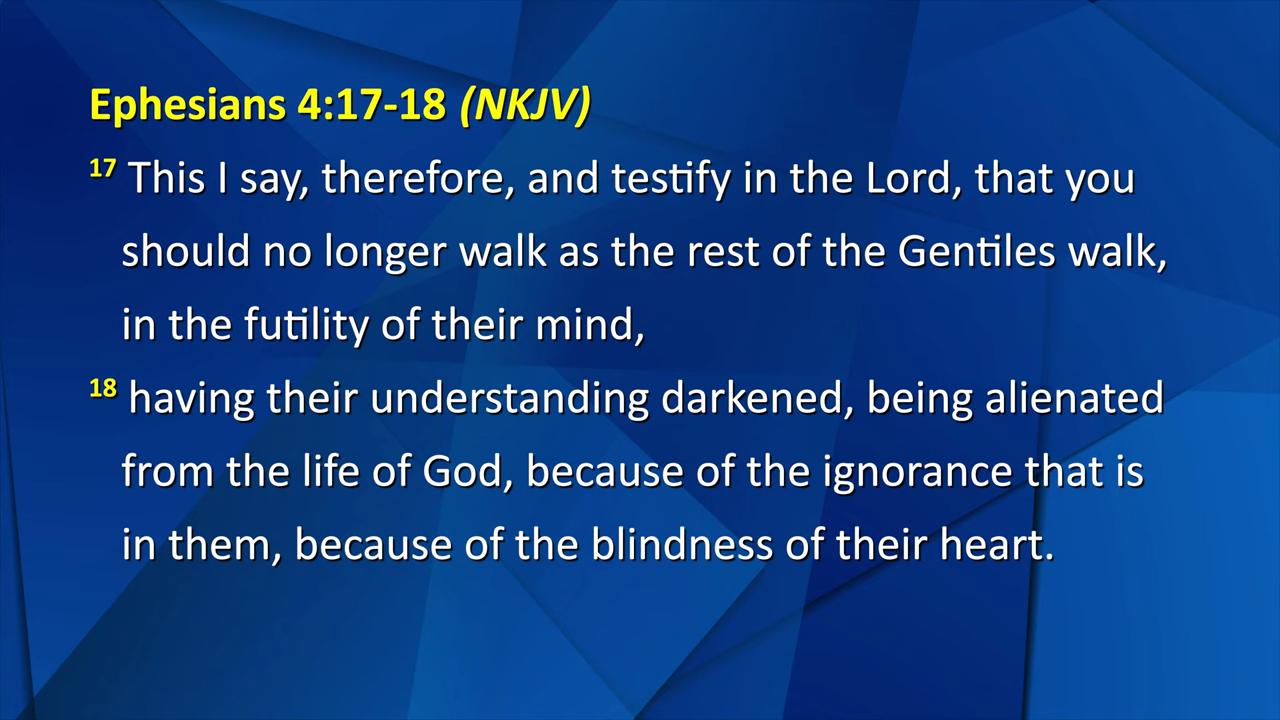 Ephesians 4:17-18 (NKJV)
17 This I say, therefore, and testify in the Lord, that you
should no longer walk as the rest of the Gentiles walk,
in the futility of their mind,
18 having their understanding darkened, being alienated
from the life of God, because of the ignorance that is
in them, because of the blindness of their heart.